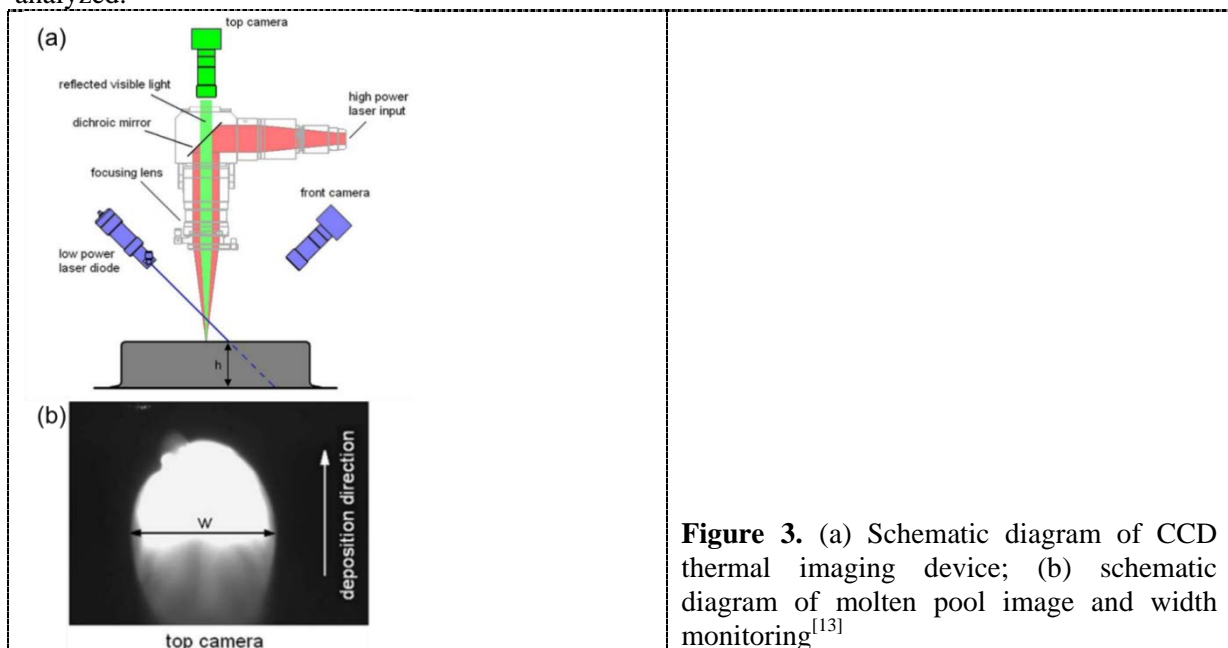 analyzed.
(a)
top camera
reflected visible light
high power
laser input
dichroic mirror
focusing lens
front camera
low power
laser diode
h
(b)
W
deposition direction
top camera
Figure 3. (a) Schematic diagram of CCD
thermal imaging device; (b) schematic
diagram of molten pool image and width
monitoring[13]